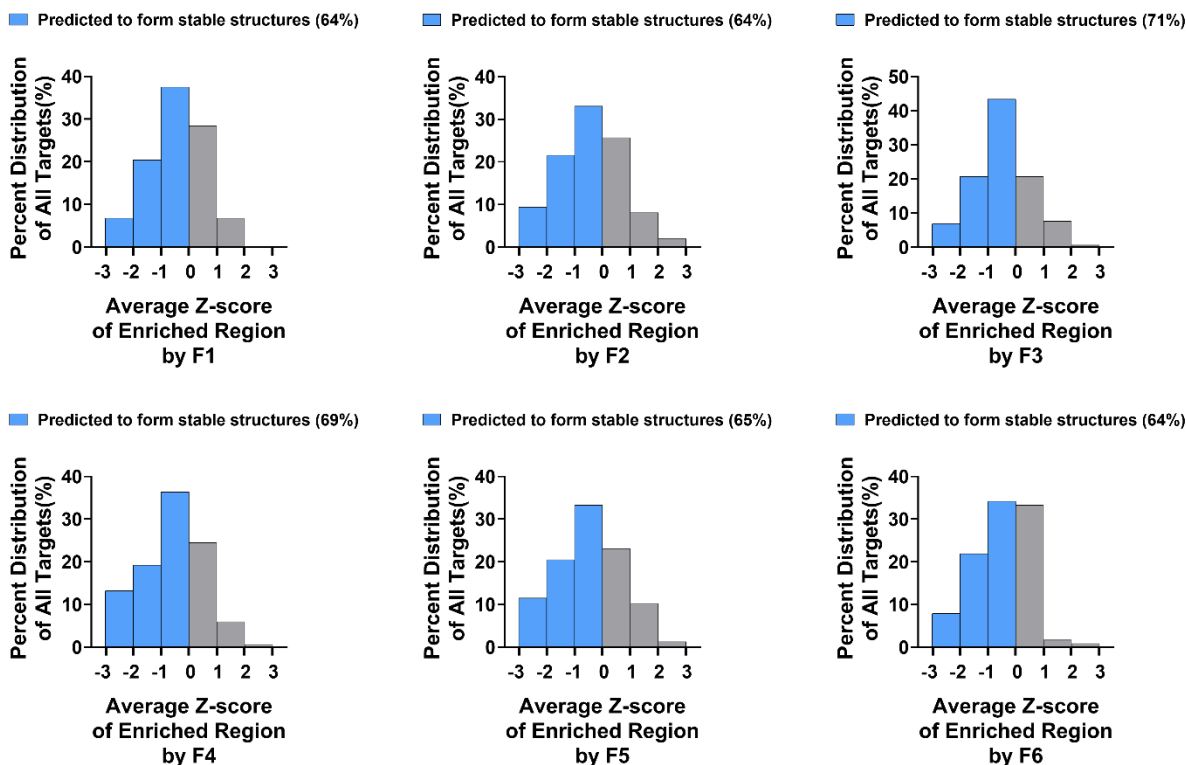 Predicted to form stable structures (64%)
Percent Distribution
of All Targets(%)
40
30
20
10
0
-3 -2 -1 0 1 2 3
Average Z-score
of Enriched Region
by F1
Predicted to form stable structures (64%)
Percent Distribution
of All Targets(%)
40
30
20
10
0
-3 -2 -1 0 1 2 3
Average Z-score
of Enriched Region
by F2
Predicted to form stable structures (71%)
Percent Distribution
of All Targets(%)
50
40
30
20
10
0
-3 -2 -1 0 1 2 3
Average Z-score
of Enriched Region
by F3
Predicted to form stable structures (69%)
Percent Distribution
of All Targets(%)
40
30
20
10
0
-3 -2 -1 0 1 2 3
Average Z-score
of Enriched Region
by F4
Predicted to form stable structures (65%)
Percent Distribution
of All Targets(%)
40
30
20
10
0
-3 -2 -1 0 1 2 3
Average Z-score
of Enriched Region
by F5
Predicted to form stable structures (64%)
Percent Distribution
of All Targets(%)
40
30
20
10
0
-3 -2 -1 0 1 2 3
Average Z-score
of Enriched Region
by F6